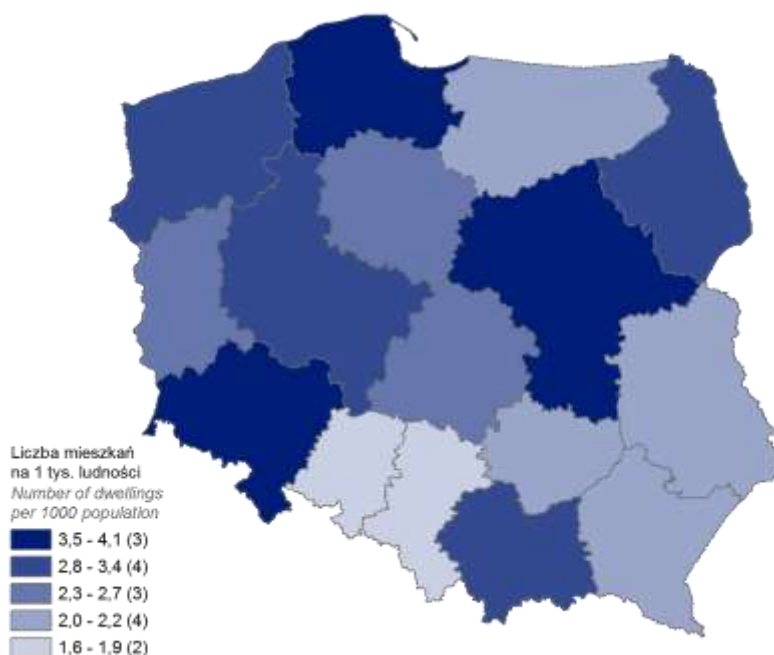 Liczba mieszkań
na 1 tys. ludności
Number of dwellings
per 1000 population
3,5 - 4,1 (3)
2,8 - 3,4 (4)
2,3 - 2,7 (3)
2,0 - 2,2 (4)
1,6 - 1,9 (2)